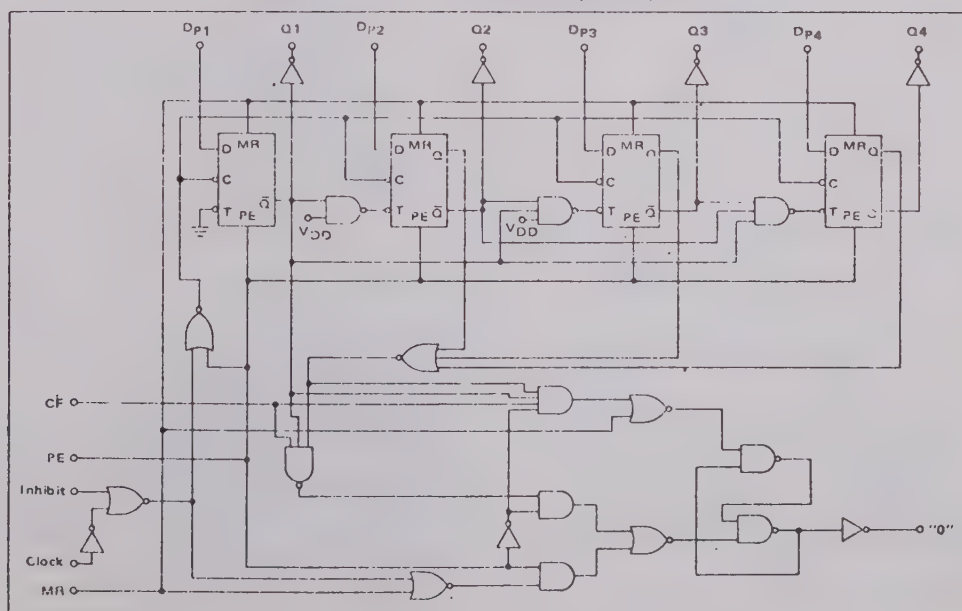 DP1 Q1 DP2 Q2 DP3 Q3 DP4 Q4
D MR D MR Q D MR Q D MR Q
C C C C
T PE Q̄ T PE Q̄ T PE Q̄ T PE
VDD VDD
CF
PE
Inhibit
Clock
MR
"0"